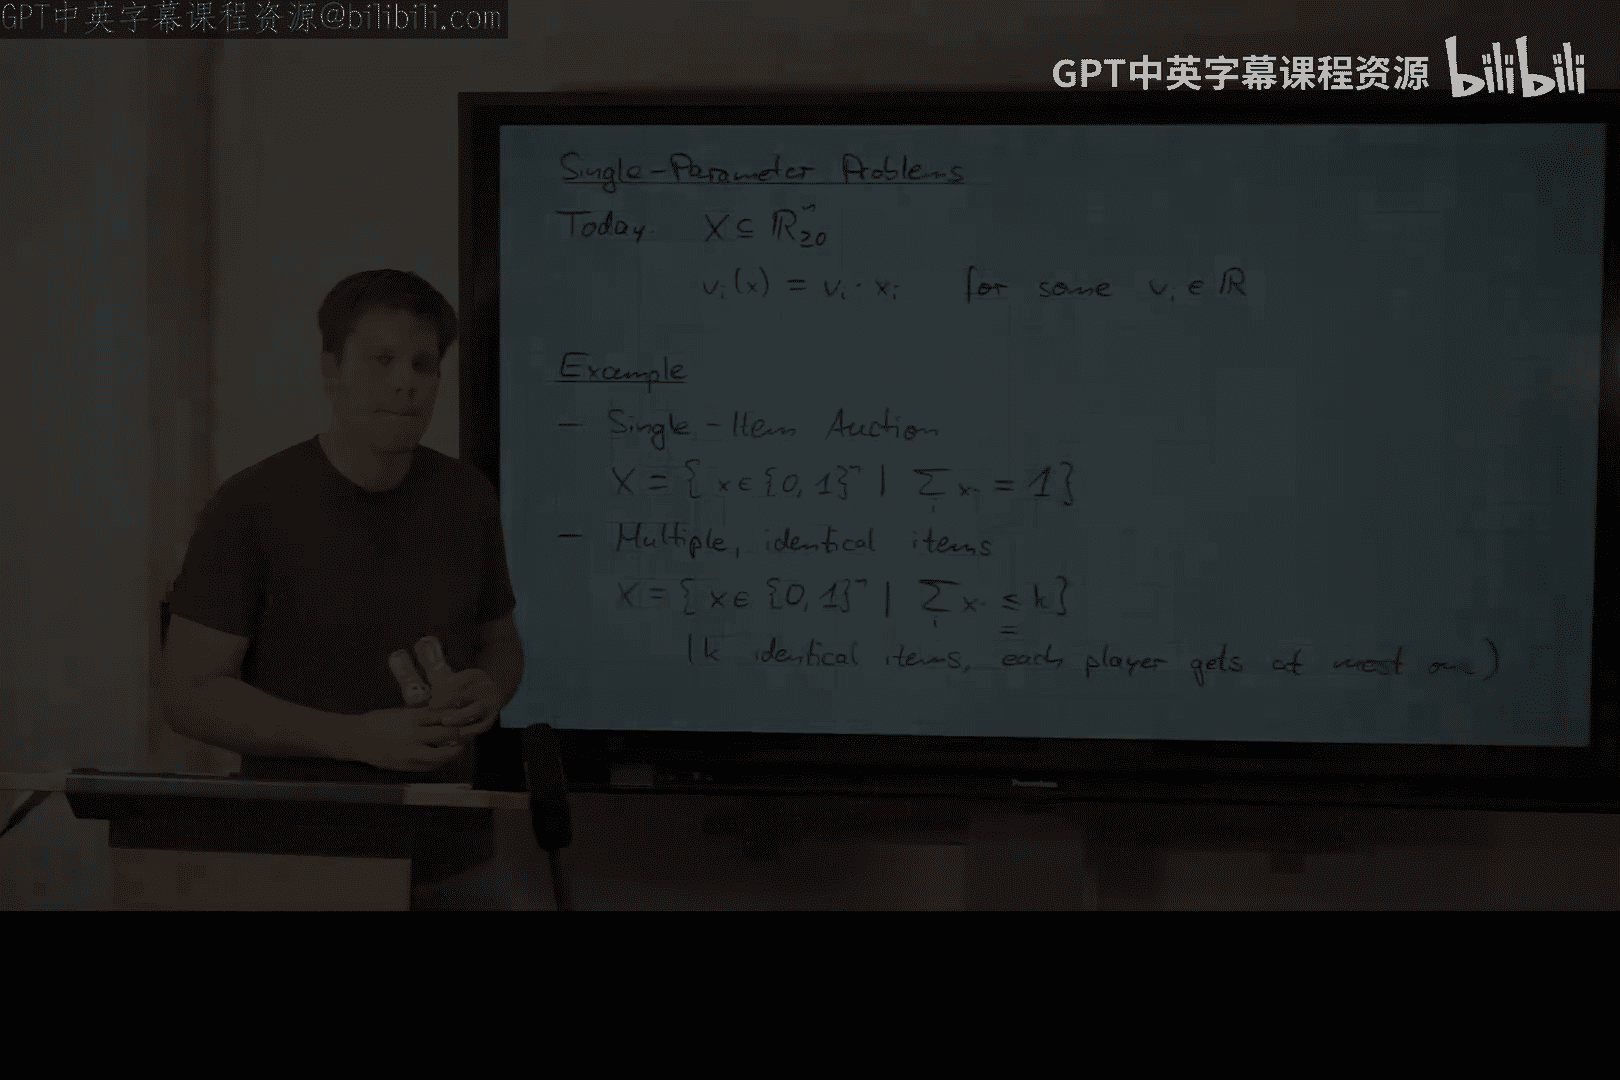 GPT中英字幕课程资源@bilibili.com
GPT中英字幕课程资源 bilibili
Single-Parameter Problems
Today X ⊆ ℝⁿ≥0
vᵢ(x) = vᵢ · xᵢ for some vᵢ ∈ ℝ
Example
– Single-Item Auction
X = { x ∈ {0, 1}ⁿ | ∑ᵢ xᵢ = 1 }
– Multiple, identical items
X = { x ∈ {0, 1}ⁿ | ∑ᵢ xᵢ ≤ k }
=
(k identical items, each player gets at most one)